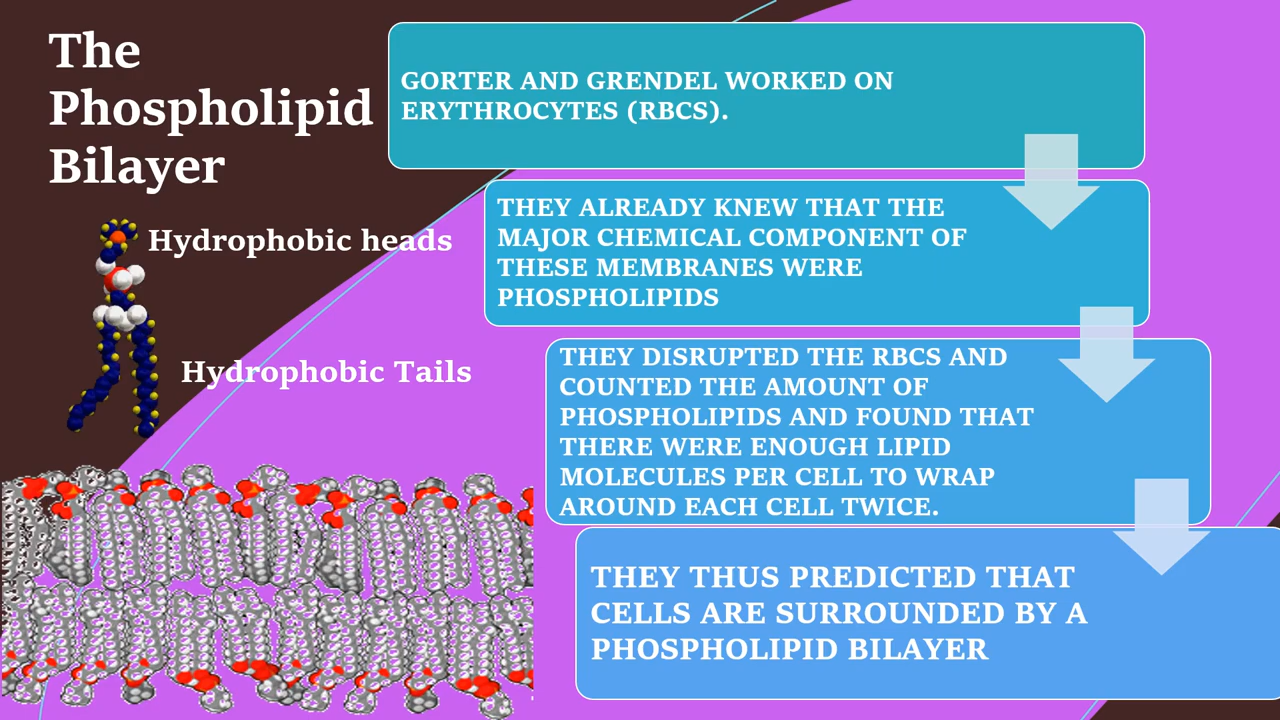 The
Phospholipid
Bilayer
Hydrophobic heads
Hydrophobic Tails
GORTER AND GRENDEL WORKED ON
ERYTHROCYTES (RBCS).
THEY ALREADY KNEW THAT THE
MAJOR CHEMICAL COMPONENT OF
THESE MEMBRANES WERE
PHOSPHOLIPIDS
THEY DISRUPTED THE RBCS AND
COUNTED THE AMOUNT OF
PHOSPHOLIPIDS AND FOUND THAT
THERE WERE ENOUGH LIPID
MOLECULES PER CELL TO WRAP
AROUND EACH CELL TWICE.
THEY THUS PREDICTED THAT
CELLS ARE SURROUNDED BY A
PHOSPHOLIPID BILAYER